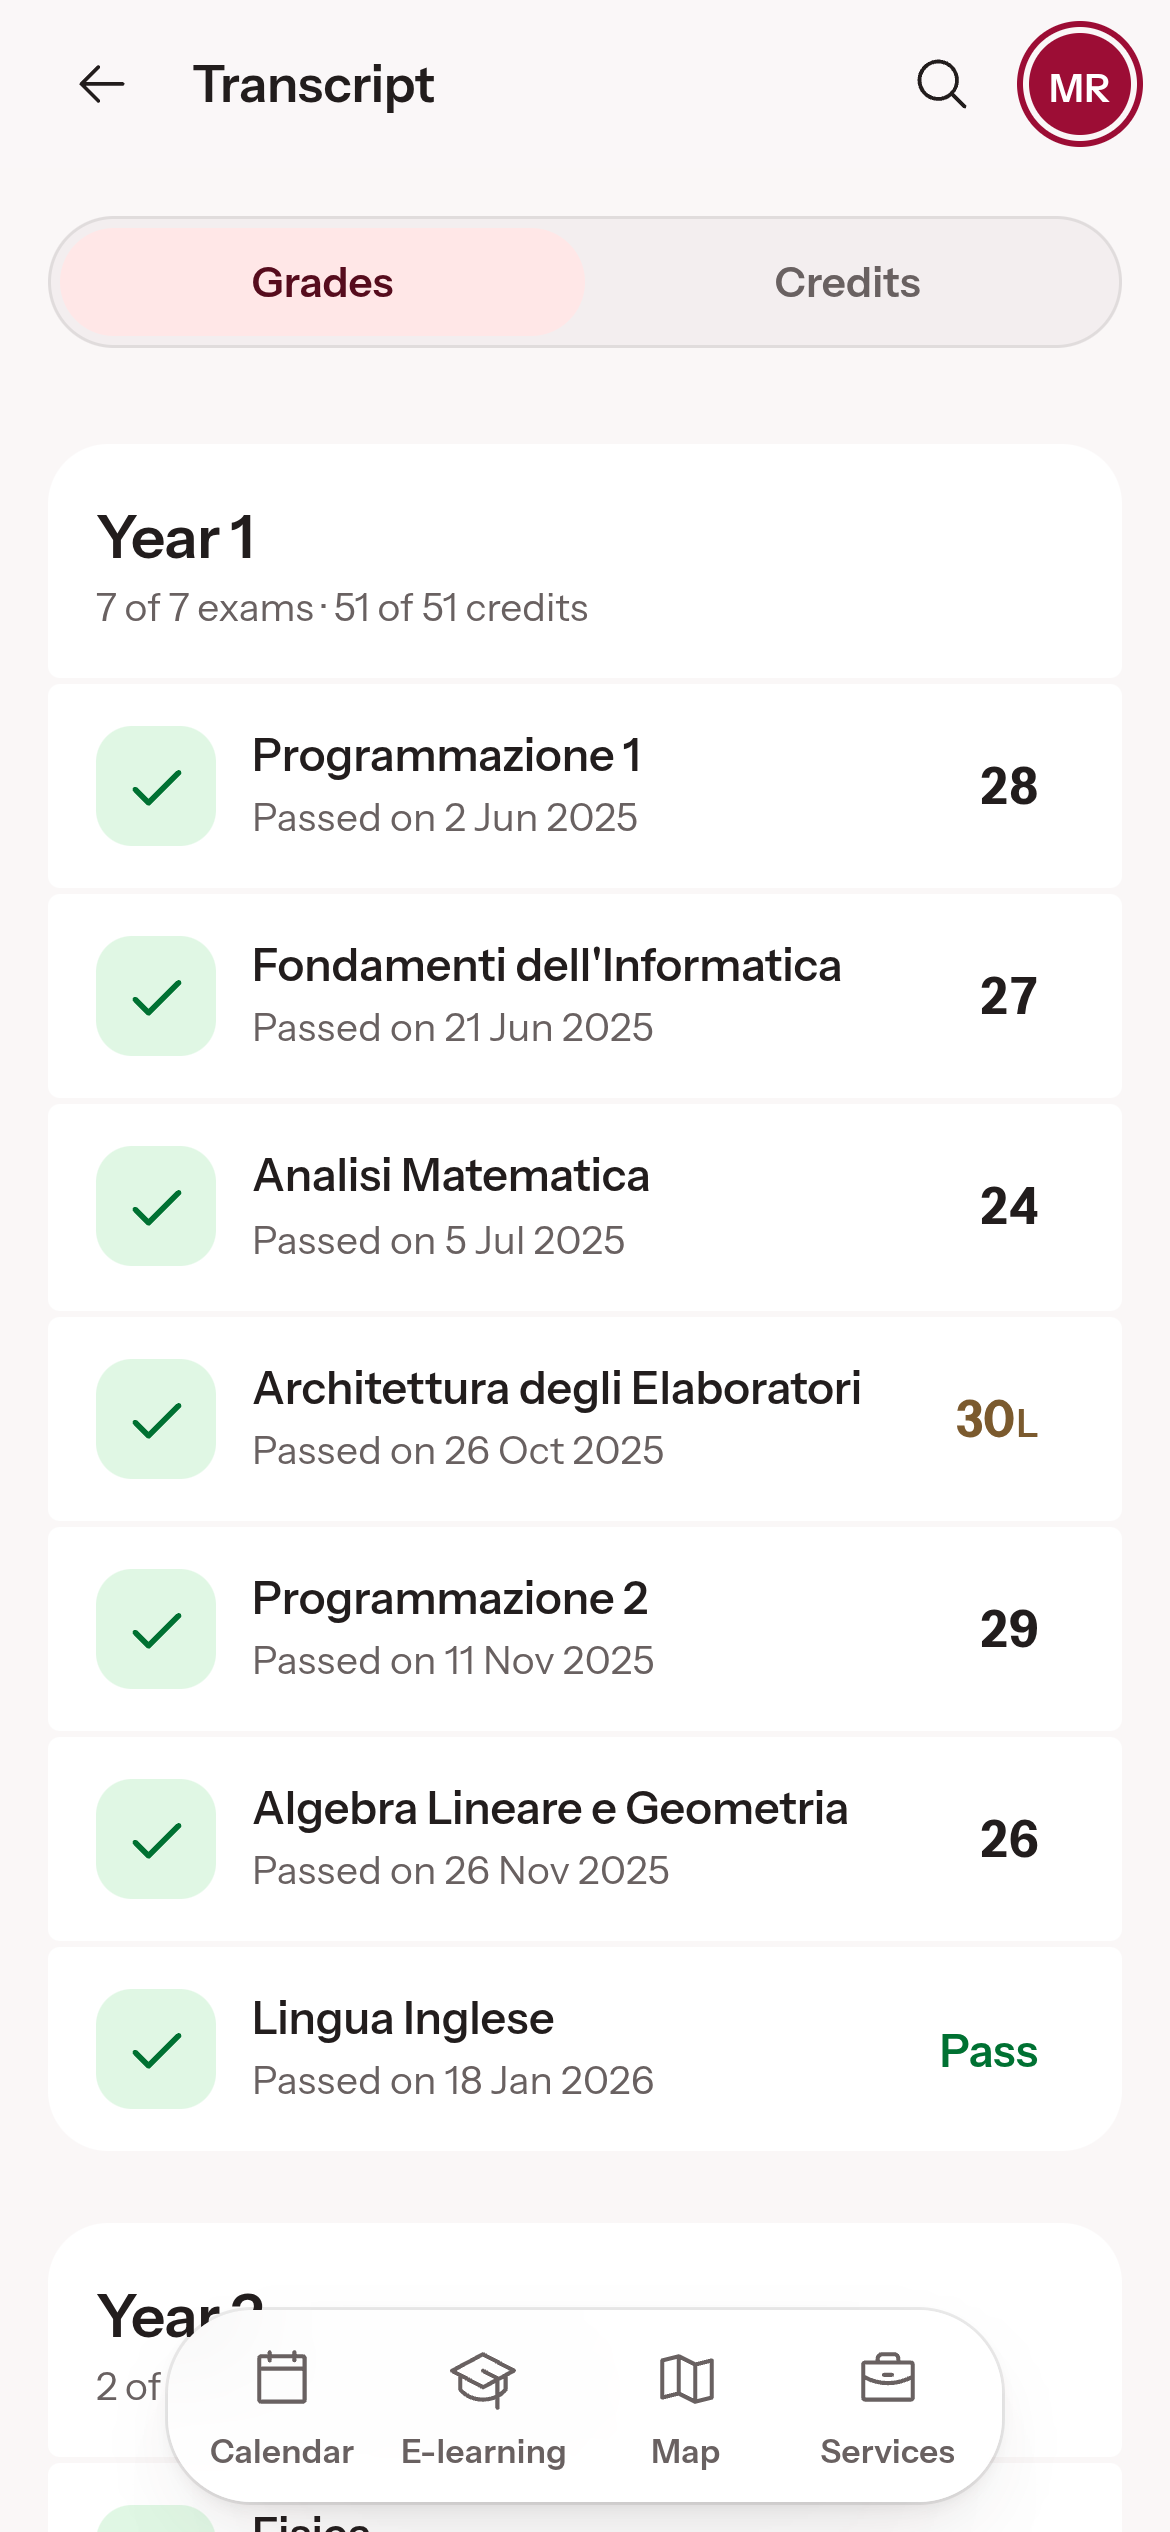 Transcript
MR
Grades
Credits
Year 1
7 of 7 exams · 51 of 51 credits
Programmazione 1
Passed on 2 Jun 2025
28
Fondamenti dell'Informatica
Passed on 21 Jun 2025
27
Analisi Matematica
Passed on 5 Jul 2025
24
Architettura degli Elaboratori
Passed on 26 Oct 2025
30L
Programmazione 2
Passed on 11 Nov 2025
29
Algebra Lineare e Geometria
Passed on 26 Nov 2025
26
Lingua Inglese
Passed on 18 Jan 2026
Pass
Year 2
2 of
Calendar
E-learning
Map
Services
Fisica